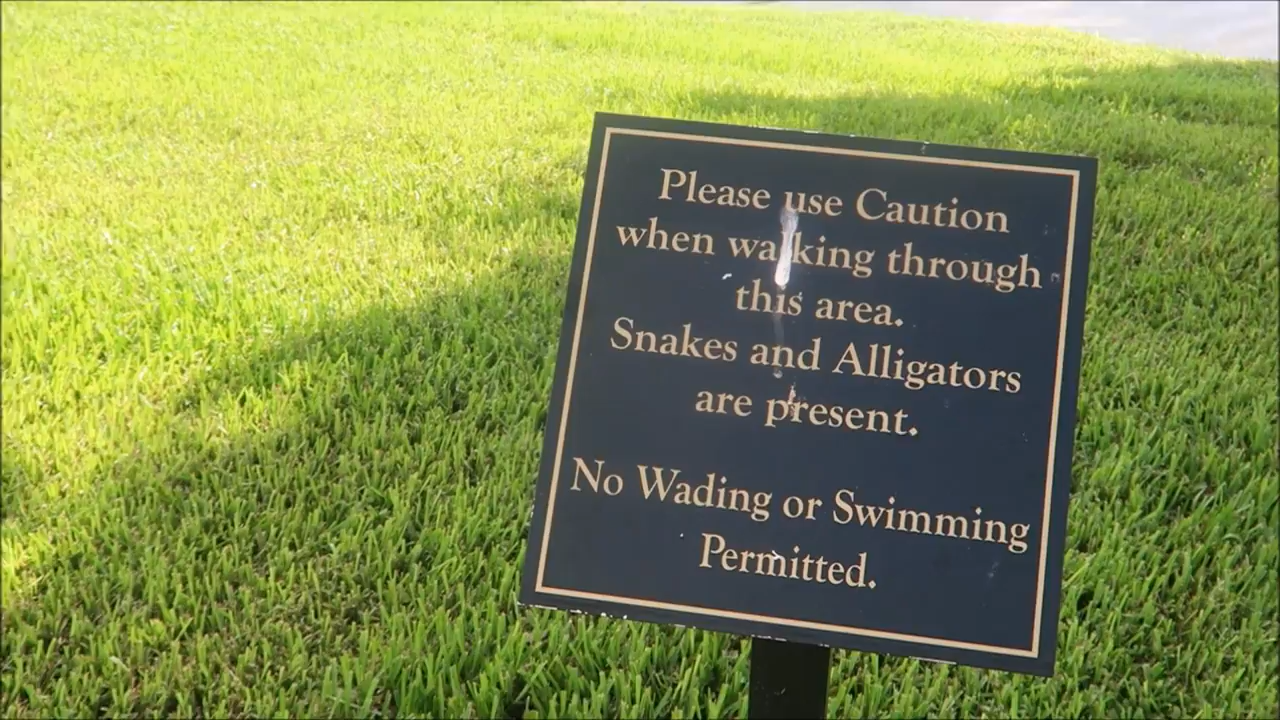 Please use Caution
when walking through
this area.
Snakes and Alligators
are present.
No Wading or Swimming
Permitted.